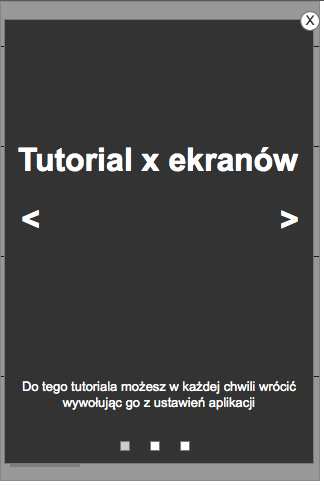 X
Tutorial x ekranów
< >
Do tego tutoriala możesz w każdej chwili wrócić
wywołując go z ustawień aplikacji